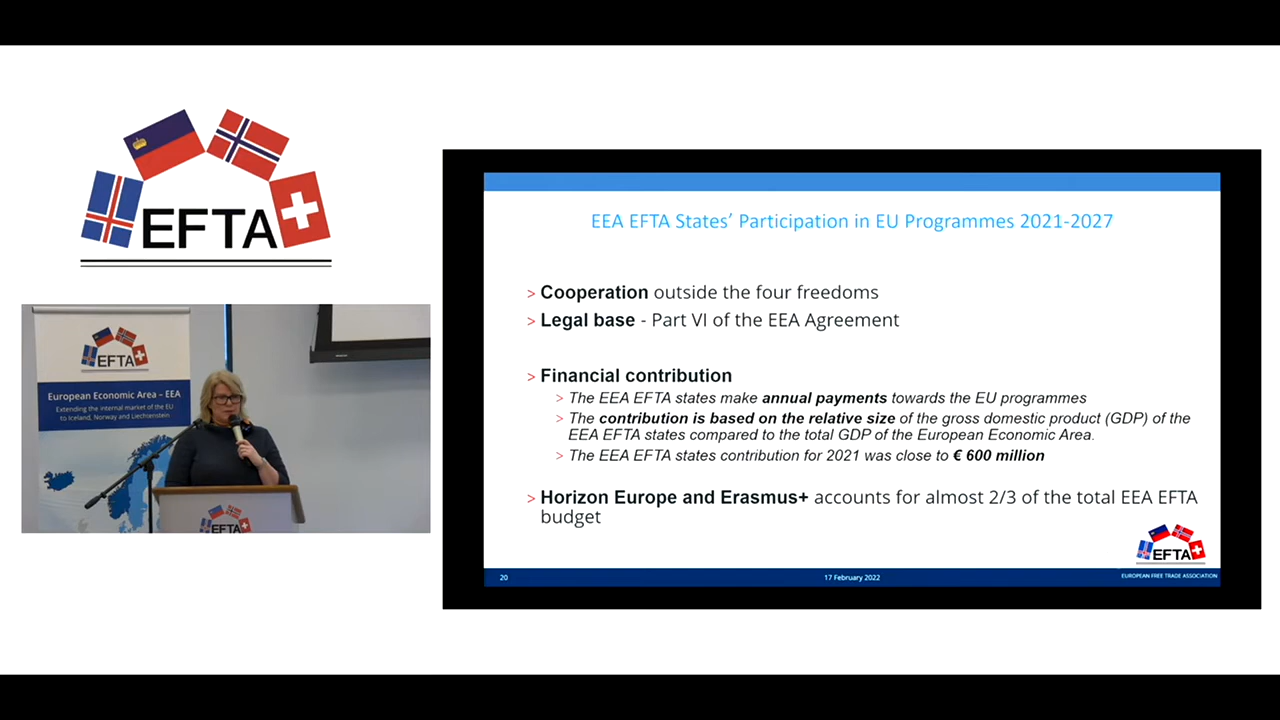 EFTA
EFTA
European Economic Area – EEA
Extending the internal market of the EU
to Iceland, Norway and Liechtenstein
EFTA
EEA EFTA States’ Participation in EU Programmes 2021-2027
> Cooperation outside the four freedoms
> Legal base - Part VI of the EEA Agreement
> Financial contribution
> The EEA EFTA states make annual payments towards the EU programmes
> The contribution is based on the relative size of the gross domestic product (GDP) of the
EEA EFTA states compared to the total GDP of the European Economic Area.
> The EEA EFTA states contribution for 2021 was close to € 600 million
> Horizon Europe and Erasmus+ accounts for almost 2/3 of the total EEA EFTA
budget
EFTA
20
17 February 2022
EUROPEAN FREE TRADE ASSOCIATION